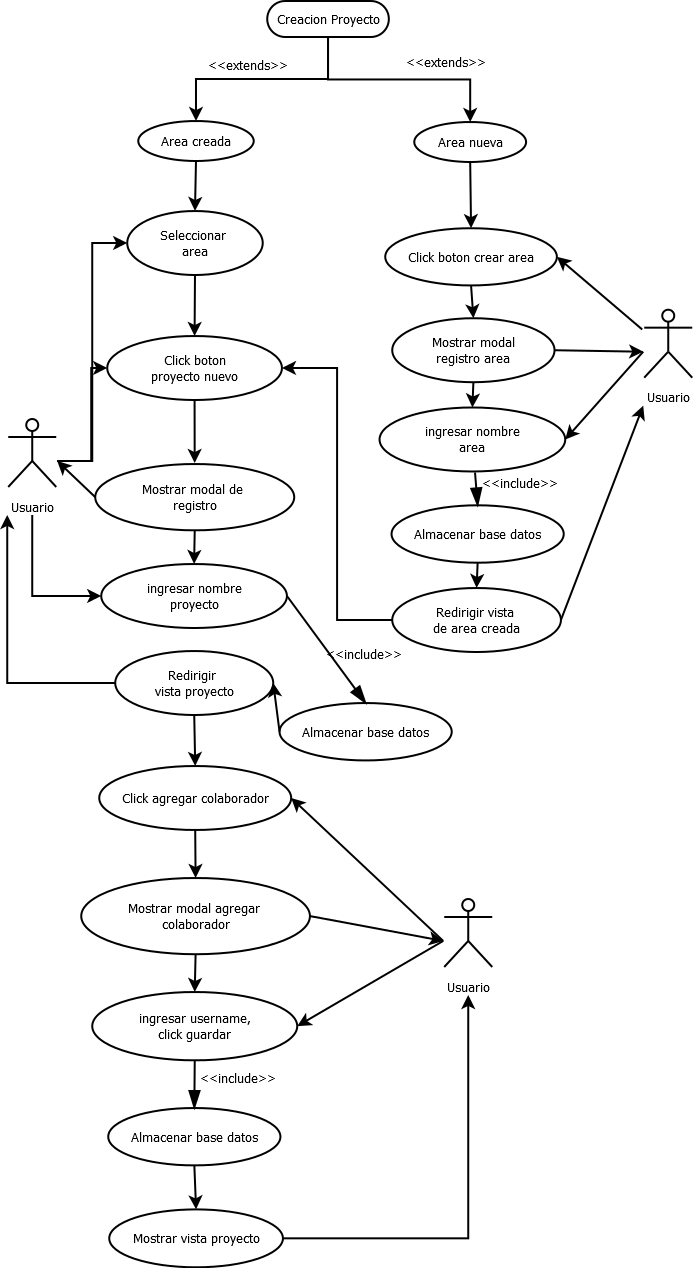 Creacion Proyecto
<<extends>>
<<extends>>
Area creada
Area nueva
Seleccionar
area
Click boton crear area
Click boton
proyecto nuevo
Mostrar modal
registro area
Usuario
ingresar nombre
area
Usuario
Mostrar modal de
registro
<<include>>
Almacenar base datos
ingresar nombre
proyecto
Redirigir vista
de area creada
<<include>>
Redirigir
vista proyecto
Almacenar base datos
Click agregar colaborador
Mostrar modal agregar
colaborador
Usuario
ingresar username,
click guardar
<<include>>
Almacenar base datos
Mostrar vista proyecto